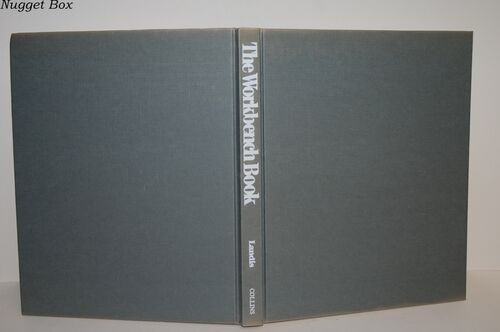 Nugget Box
The Workbench Book
Landis
COLLINS